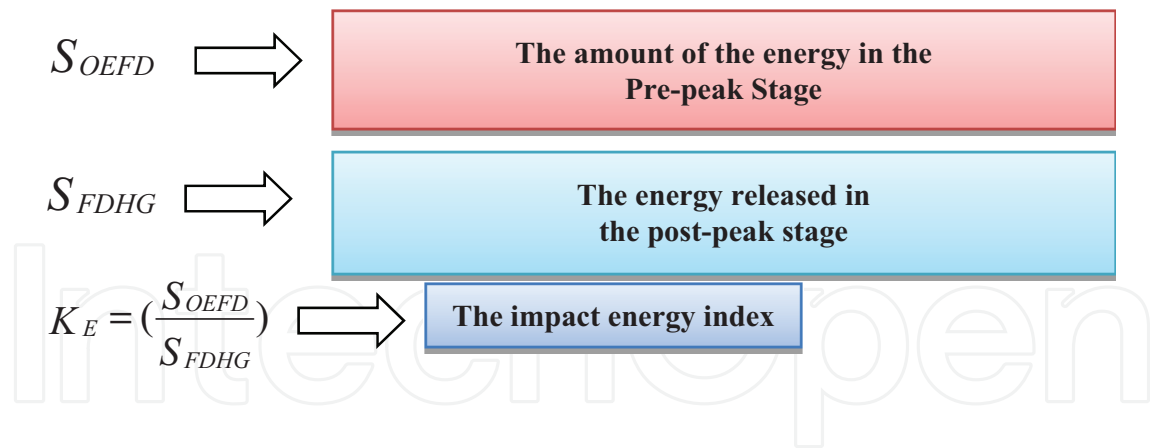 S_OEFD The amount of the energy in the
Pre-peak Stage
S_FDHG The energy released in
the post-peak stage
K_E = (S_OEFD / S_FDHG) The impact energy index
IntechOpen